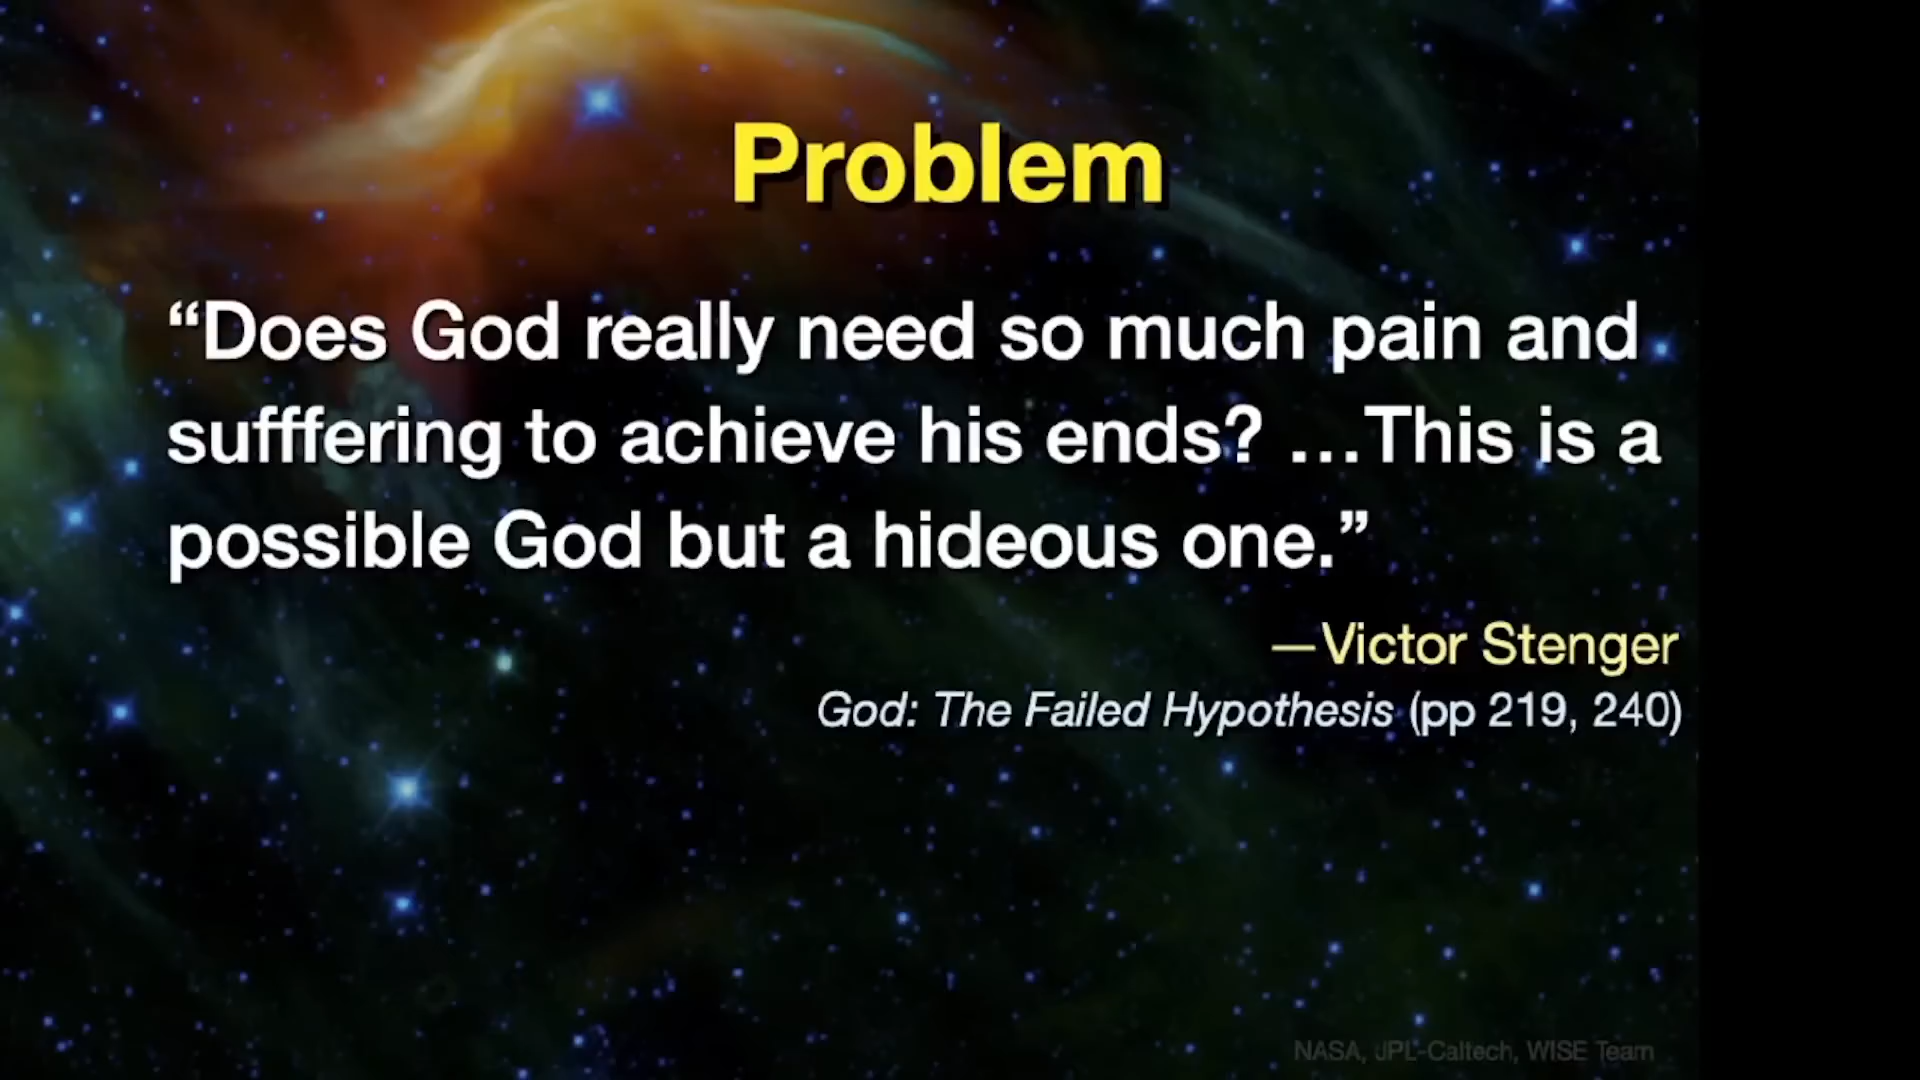 Problem
“Does God really need so much pain and
sufffering to achieve his ends? …This is a
possible God but a hideous one.”
—Victor Stenger
God: The Failed Hypothesis (pp 219, 240)
NASA, JPL-Caltech, WISE Team